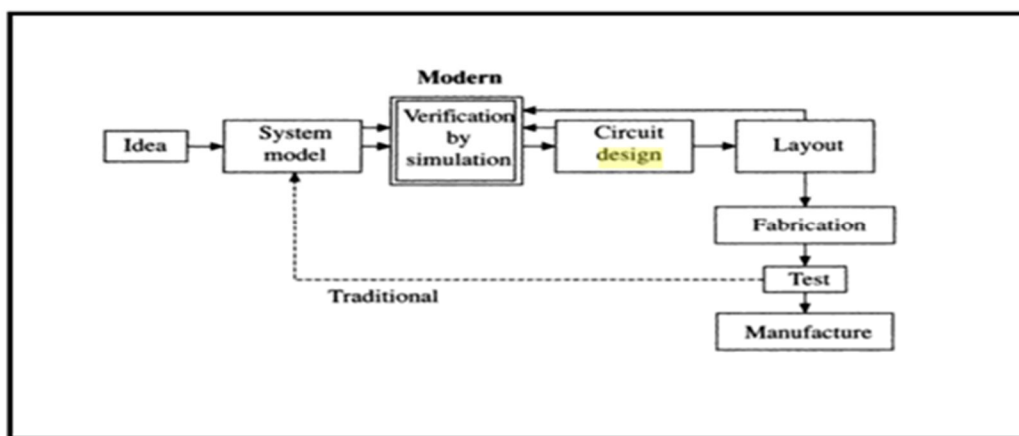 Modern
Idea
System
model
Verification
by
simulation
Circuit
design
Layout
Fabrication
Test
Traditional
Manufacture